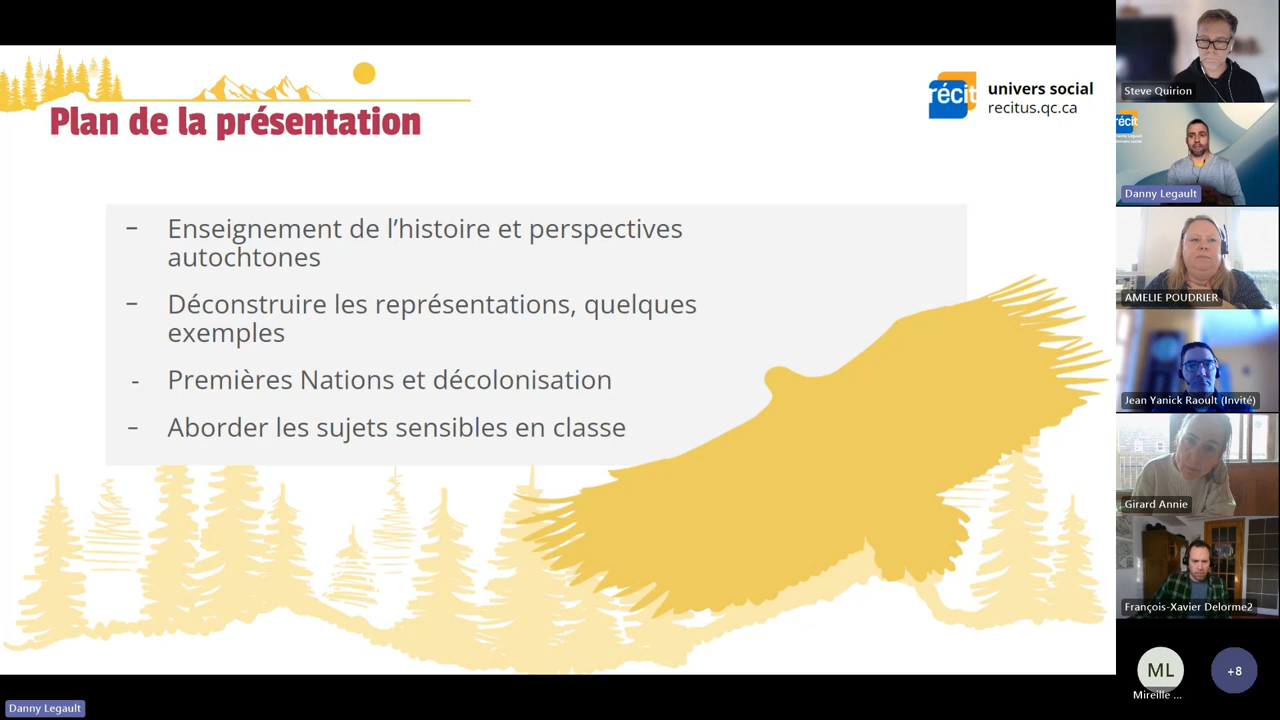 Plan de la présentation
récit
univers social
recitus.qc.ca
− Enseignement de l’histoire et perspectives
autochtones
− Déconstruire les représentations, quelques
exemples
- Premières Nations et décolonisation
− Aborder les sujets sensibles en classe
Danny Legault
Steve Quirion
récit
Danny Legault
AMELIE POUDRIER
Jean Yanick Raoult (Invité)
Girard Annie
François-Xavier Delorme2
ML
Mireille ...
+8